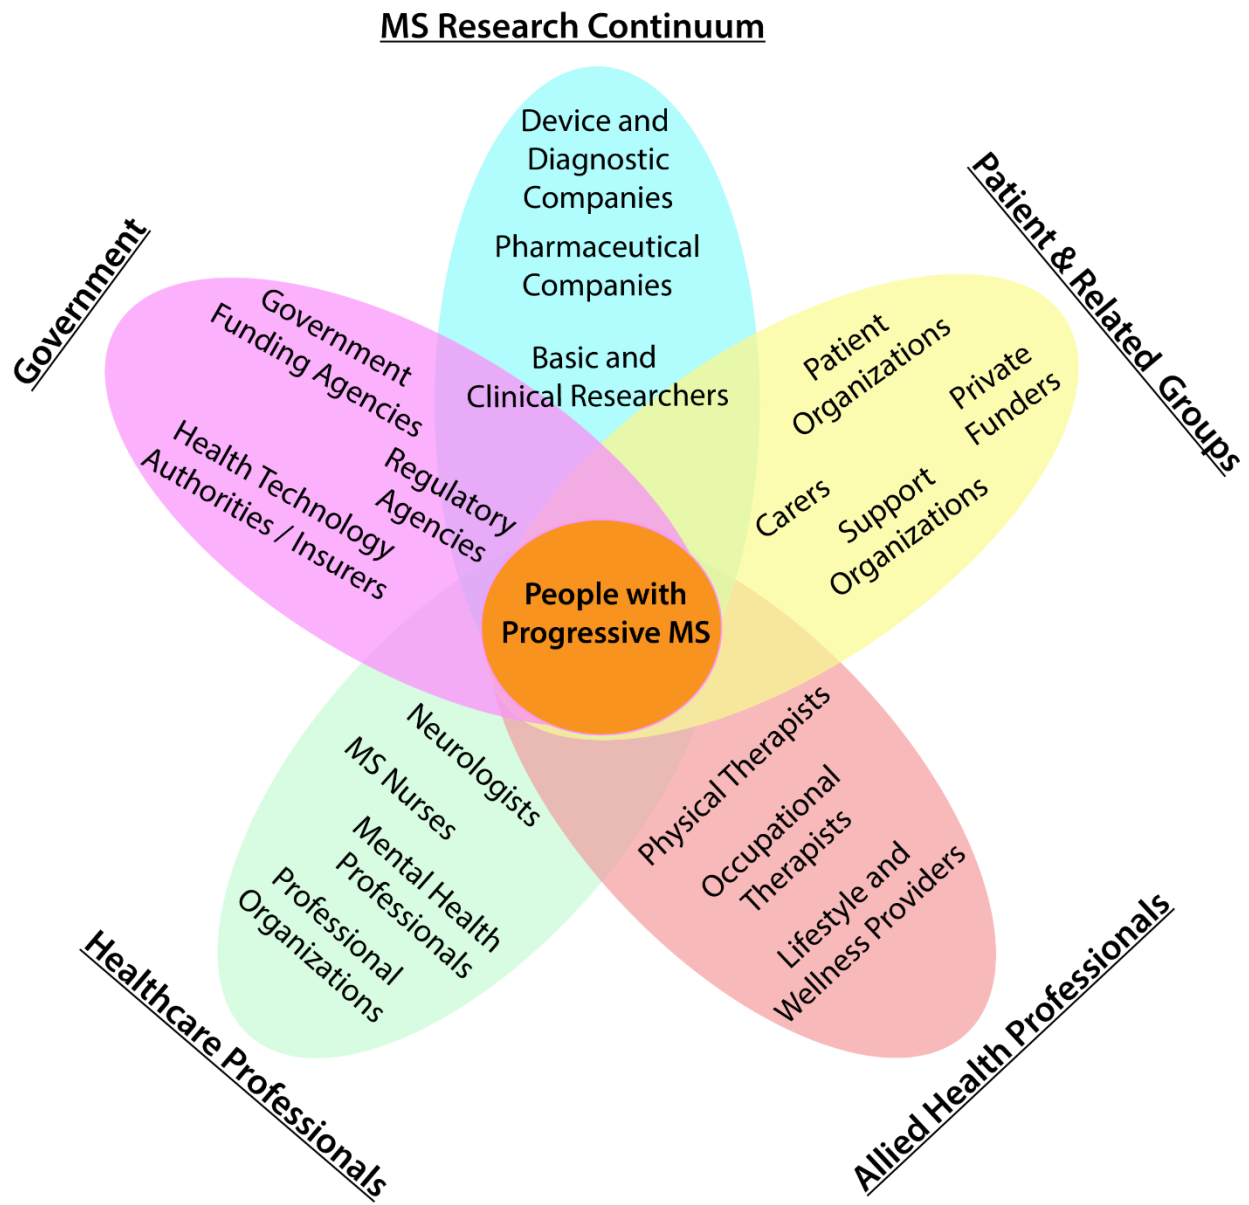 MS Research Continuum
Device and
Diagnostic
Companies
Pharmaceutical
Companies
Basic and
Clinical Researchers
Patient & Related Groups
Patient
Organizations
Private
Funders
Carers
Support
Organizations
Government
Government
Funding Agencies
Regulatory
Agencies
Health Technology
Authorities / Insurers
People with
Progressive MS
Healthcare Professionals
Neurologists
MS Nurses
Mental Health
Professionals
Professional
Organizations
Allied Health Professionals
Physical Therapists
Occupational
Therapists
Lifestyle and
Wellness Providers